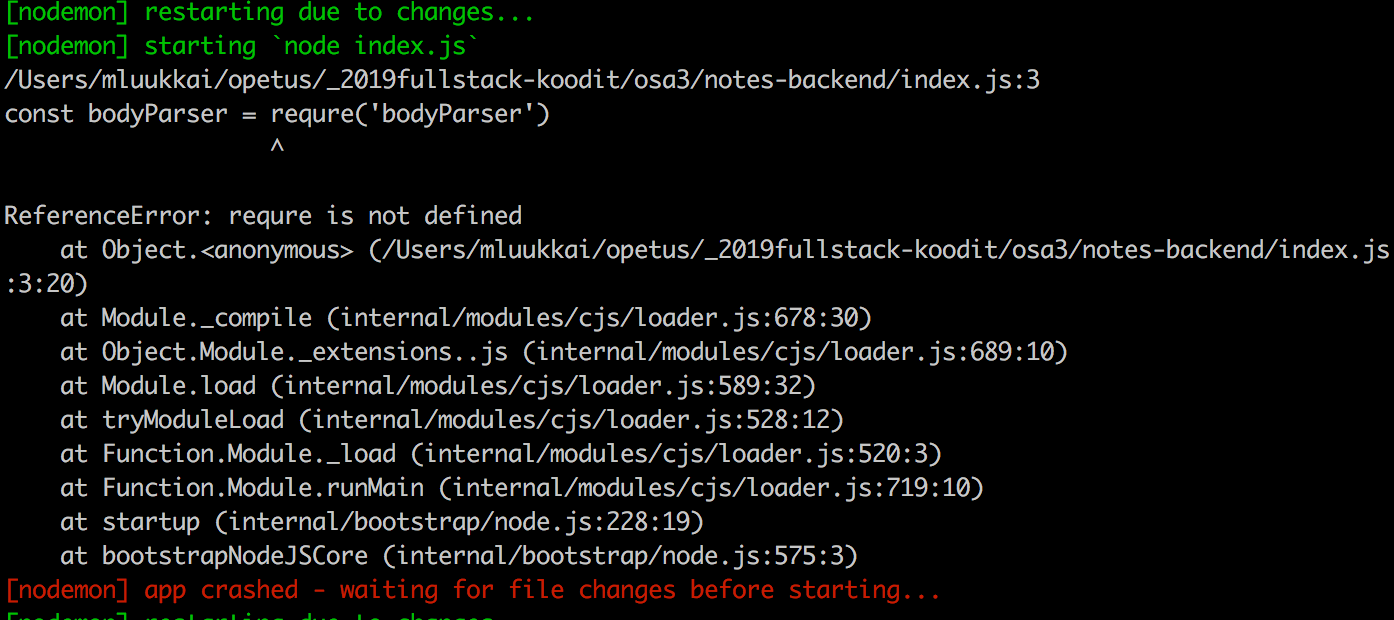 [nodemon] restarting due to changes...
[nodemon] starting `node index.js`
/Users/mluukkai/opetus/_2019fullstack-koodit/osa3/notes-backend/index.js:3
const bodyParser = requre('bodyParser')
                   ^
ReferenceError: requre is not defined
    at Object.<anonymous> (/Users/mluukkai/opetus/_2019fullstack-koodit/osa3/notes-backend/index.js
:3:20)
    at Module._compile (internal/modules/cjs/loader.js:678:30)
    at Object.Module._extensions..js (internal/modules/cjs/loader.js:689:10)
    at Module.load (internal/modules/cjs/loader.js:589:32)
    at tryModuleLoad (internal/modules/cjs/loader.js:528:12)
    at Function.Module._load (internal/modules/cjs/loader.js:520:3)
    at Function.Module.runMain (internal/modules/cjs/loader.js:719:10)
    at startup (internal/bootstrap/node.js:228:19)
    at bootstrapNodeJSCore (internal/bootstrap/node.js:575:3)
[nodemon] app crashed - waiting for file changes before starting...
[nodemon] restarting due to changes